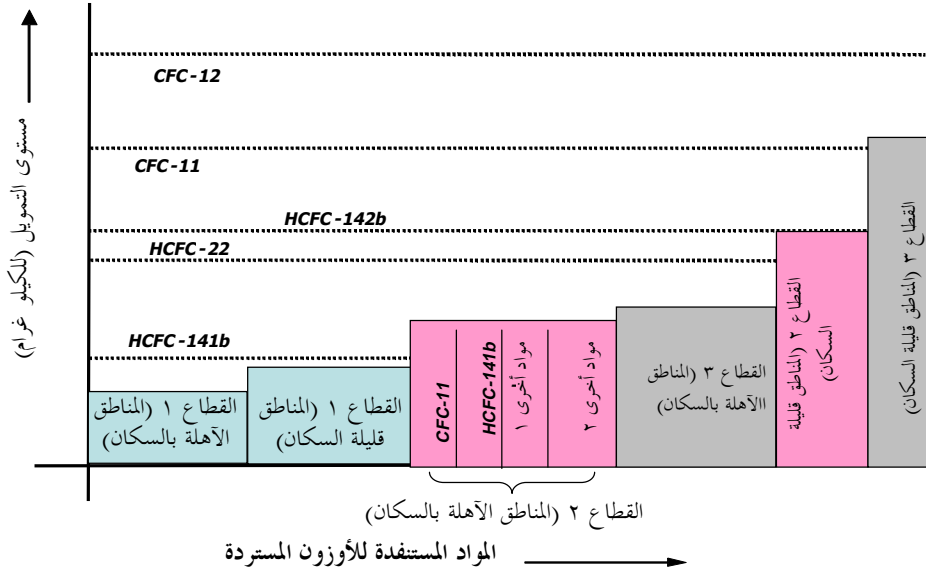 مستوى التمويل (للكيلو غرام)
CFC-12
CFC-11
HCFC-142b
HCFC-22
HCFC-141b
القطاع ١ (المناطق
الآهلة بالسكان)
القطاع ١ (المناطق
قليلة السكان)
CFC-11
HCFC-141b
مواد أخرى ١
مواد أخرى ٢
القطاع ٣ (المناطق
االآهلة بالسكان)
القطاع ٢ (المناطق قليلة
السكان)
القطاع ٣ (المناطق قليلة السكان)
القطاع ٢ (المناطق الآهلة بالسكان)
المواد المستنفدة للأوزون المستردة